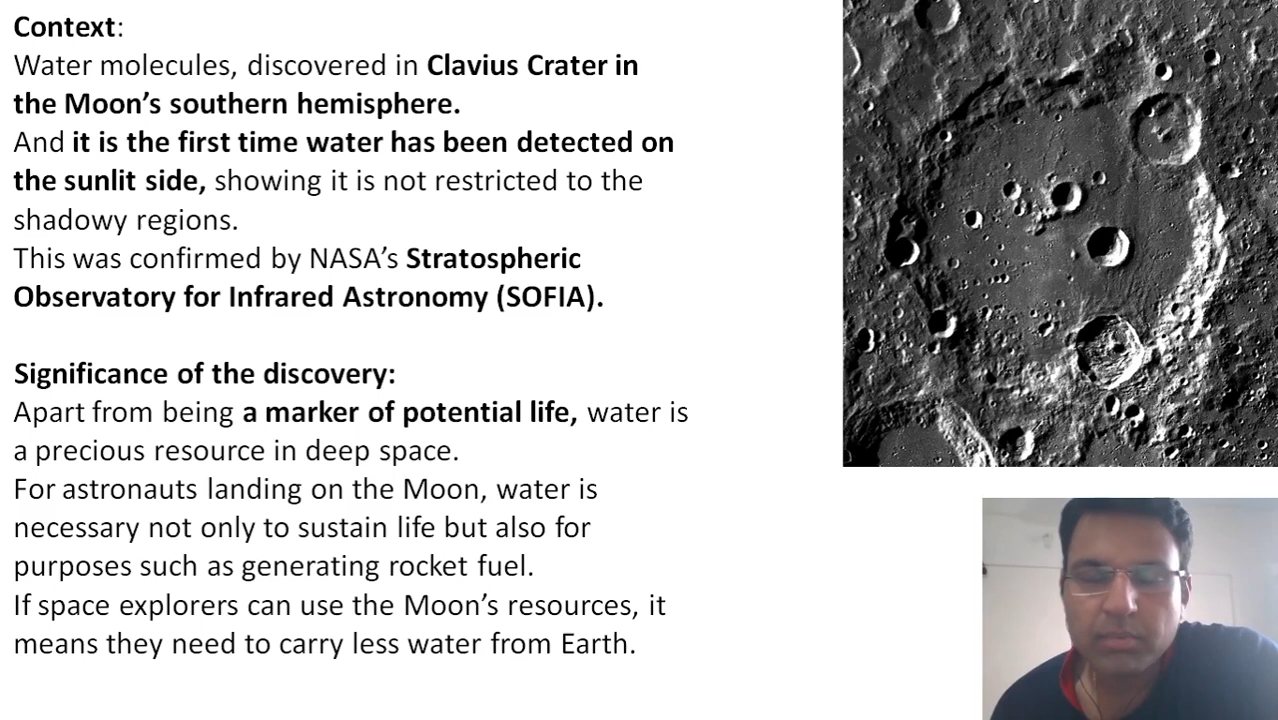 Context:
Water molecules, discovered in Clavius Crater in
the Moon’s southern hemisphere.
And it is the first time water has been detected on
the sunlit side, showing it is not restricted to the
shadowy regions.
This was confirmed by NASA’s Stratospheric
Observatory for Infrared Astronomy (SOFIA).
Significance of the discovery:
Apart from being a marker of potential life, water is
a precious resource in deep space.
For astronauts landing on the Moon, water is
necessary not only to sustain life but also for
purposes such as generating rocket fuel.
If space explorers can use the Moon’s resources, it
means they need to carry less water from Earth.